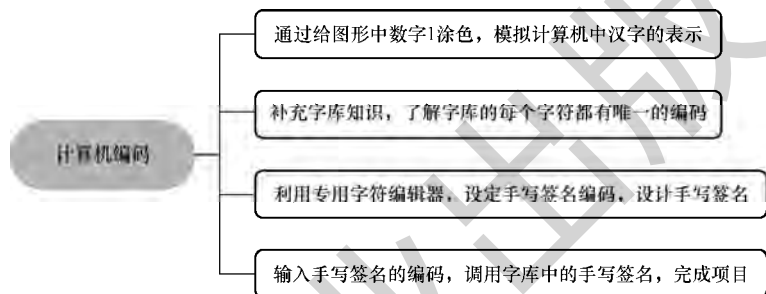 通过给图形中数字1涂色，模拟计算机中汉字的表示
补充字库知识，了解字库的每个字符都有唯一的编码
计算机编码
利用专用字符编辑器，设定手写签名编码，设计手写签名
输入手写签名的编码，调用字库中的手写签名，完成项目